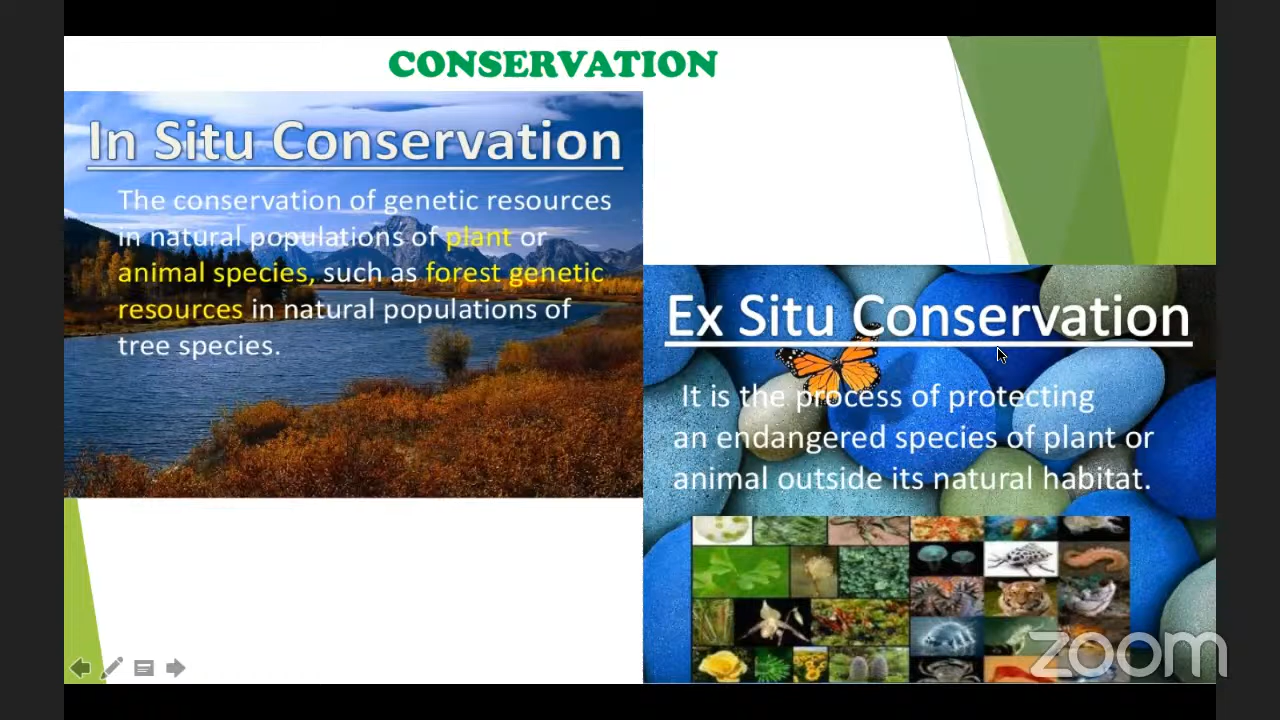 CONSERVATION
In Situ Conservation
The conservation of genetic resources
in natural populations of plant or
animal species, such as forest genetic
resources in natural populations of
tree species.
Ex Situ Conservation
It is the process of protecting
an endangered species of plant or
animal outside its natural habitat.
zoom